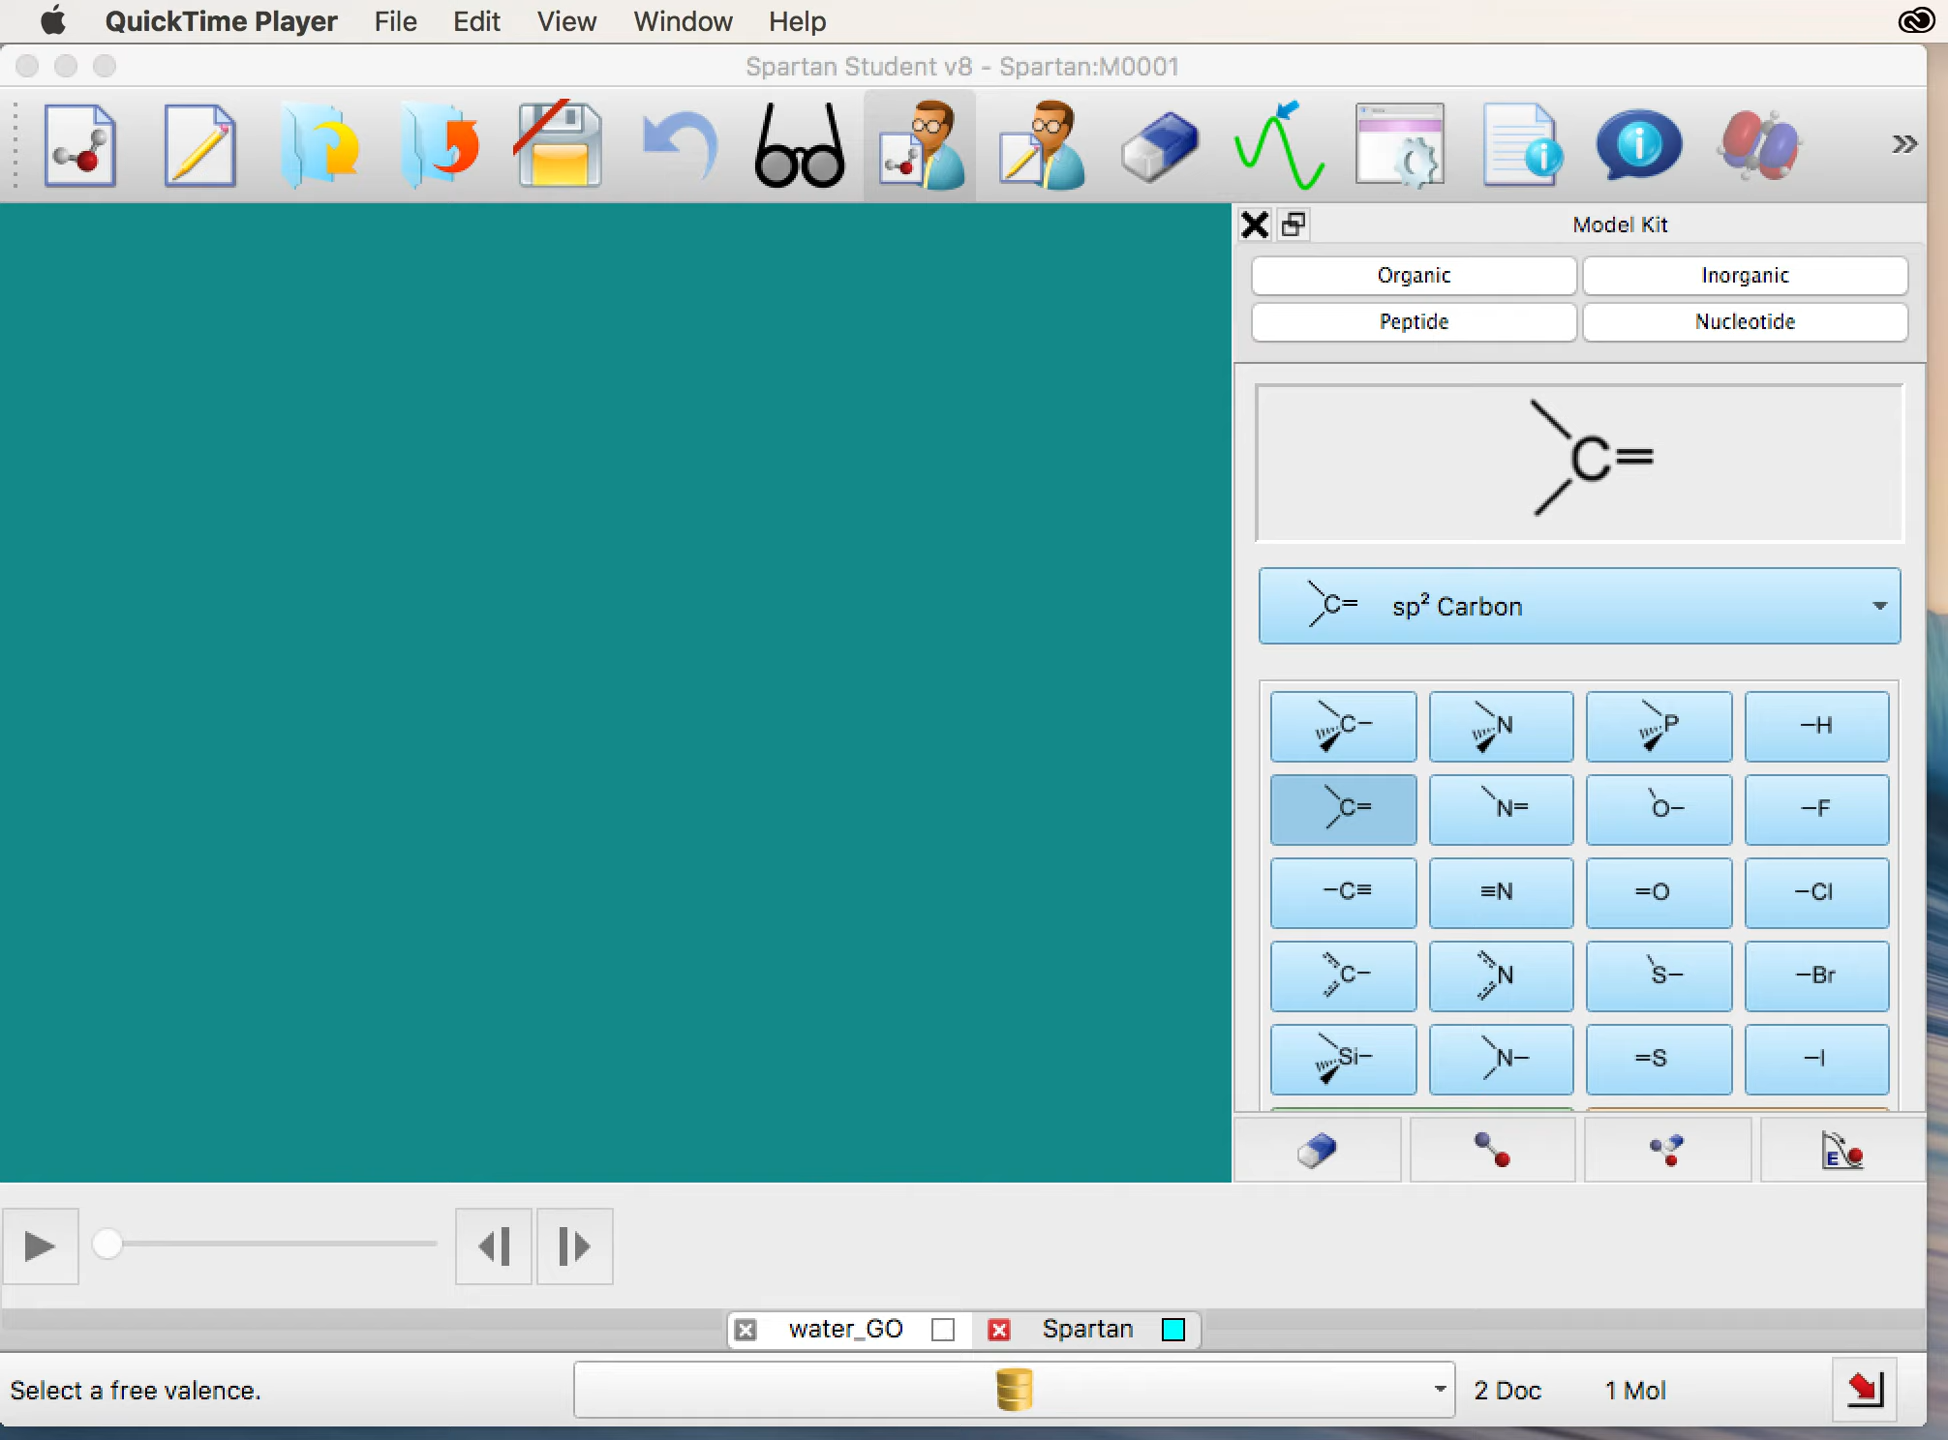 QuickTime Player File Edit View Window Help
Spartan Student v8 - Spartan:M0001
Model Kit
Organic Inorganic
Peptide Nucleotide
C=
C= sp² Carbon
C– N P –H
C= N= O– –F
–C≡ ≡N =O –Cl
C– N S– –Br
Si– N– =S –I
E
water_GO Spartan
Select a free valence. 2 Doc 1 Mol